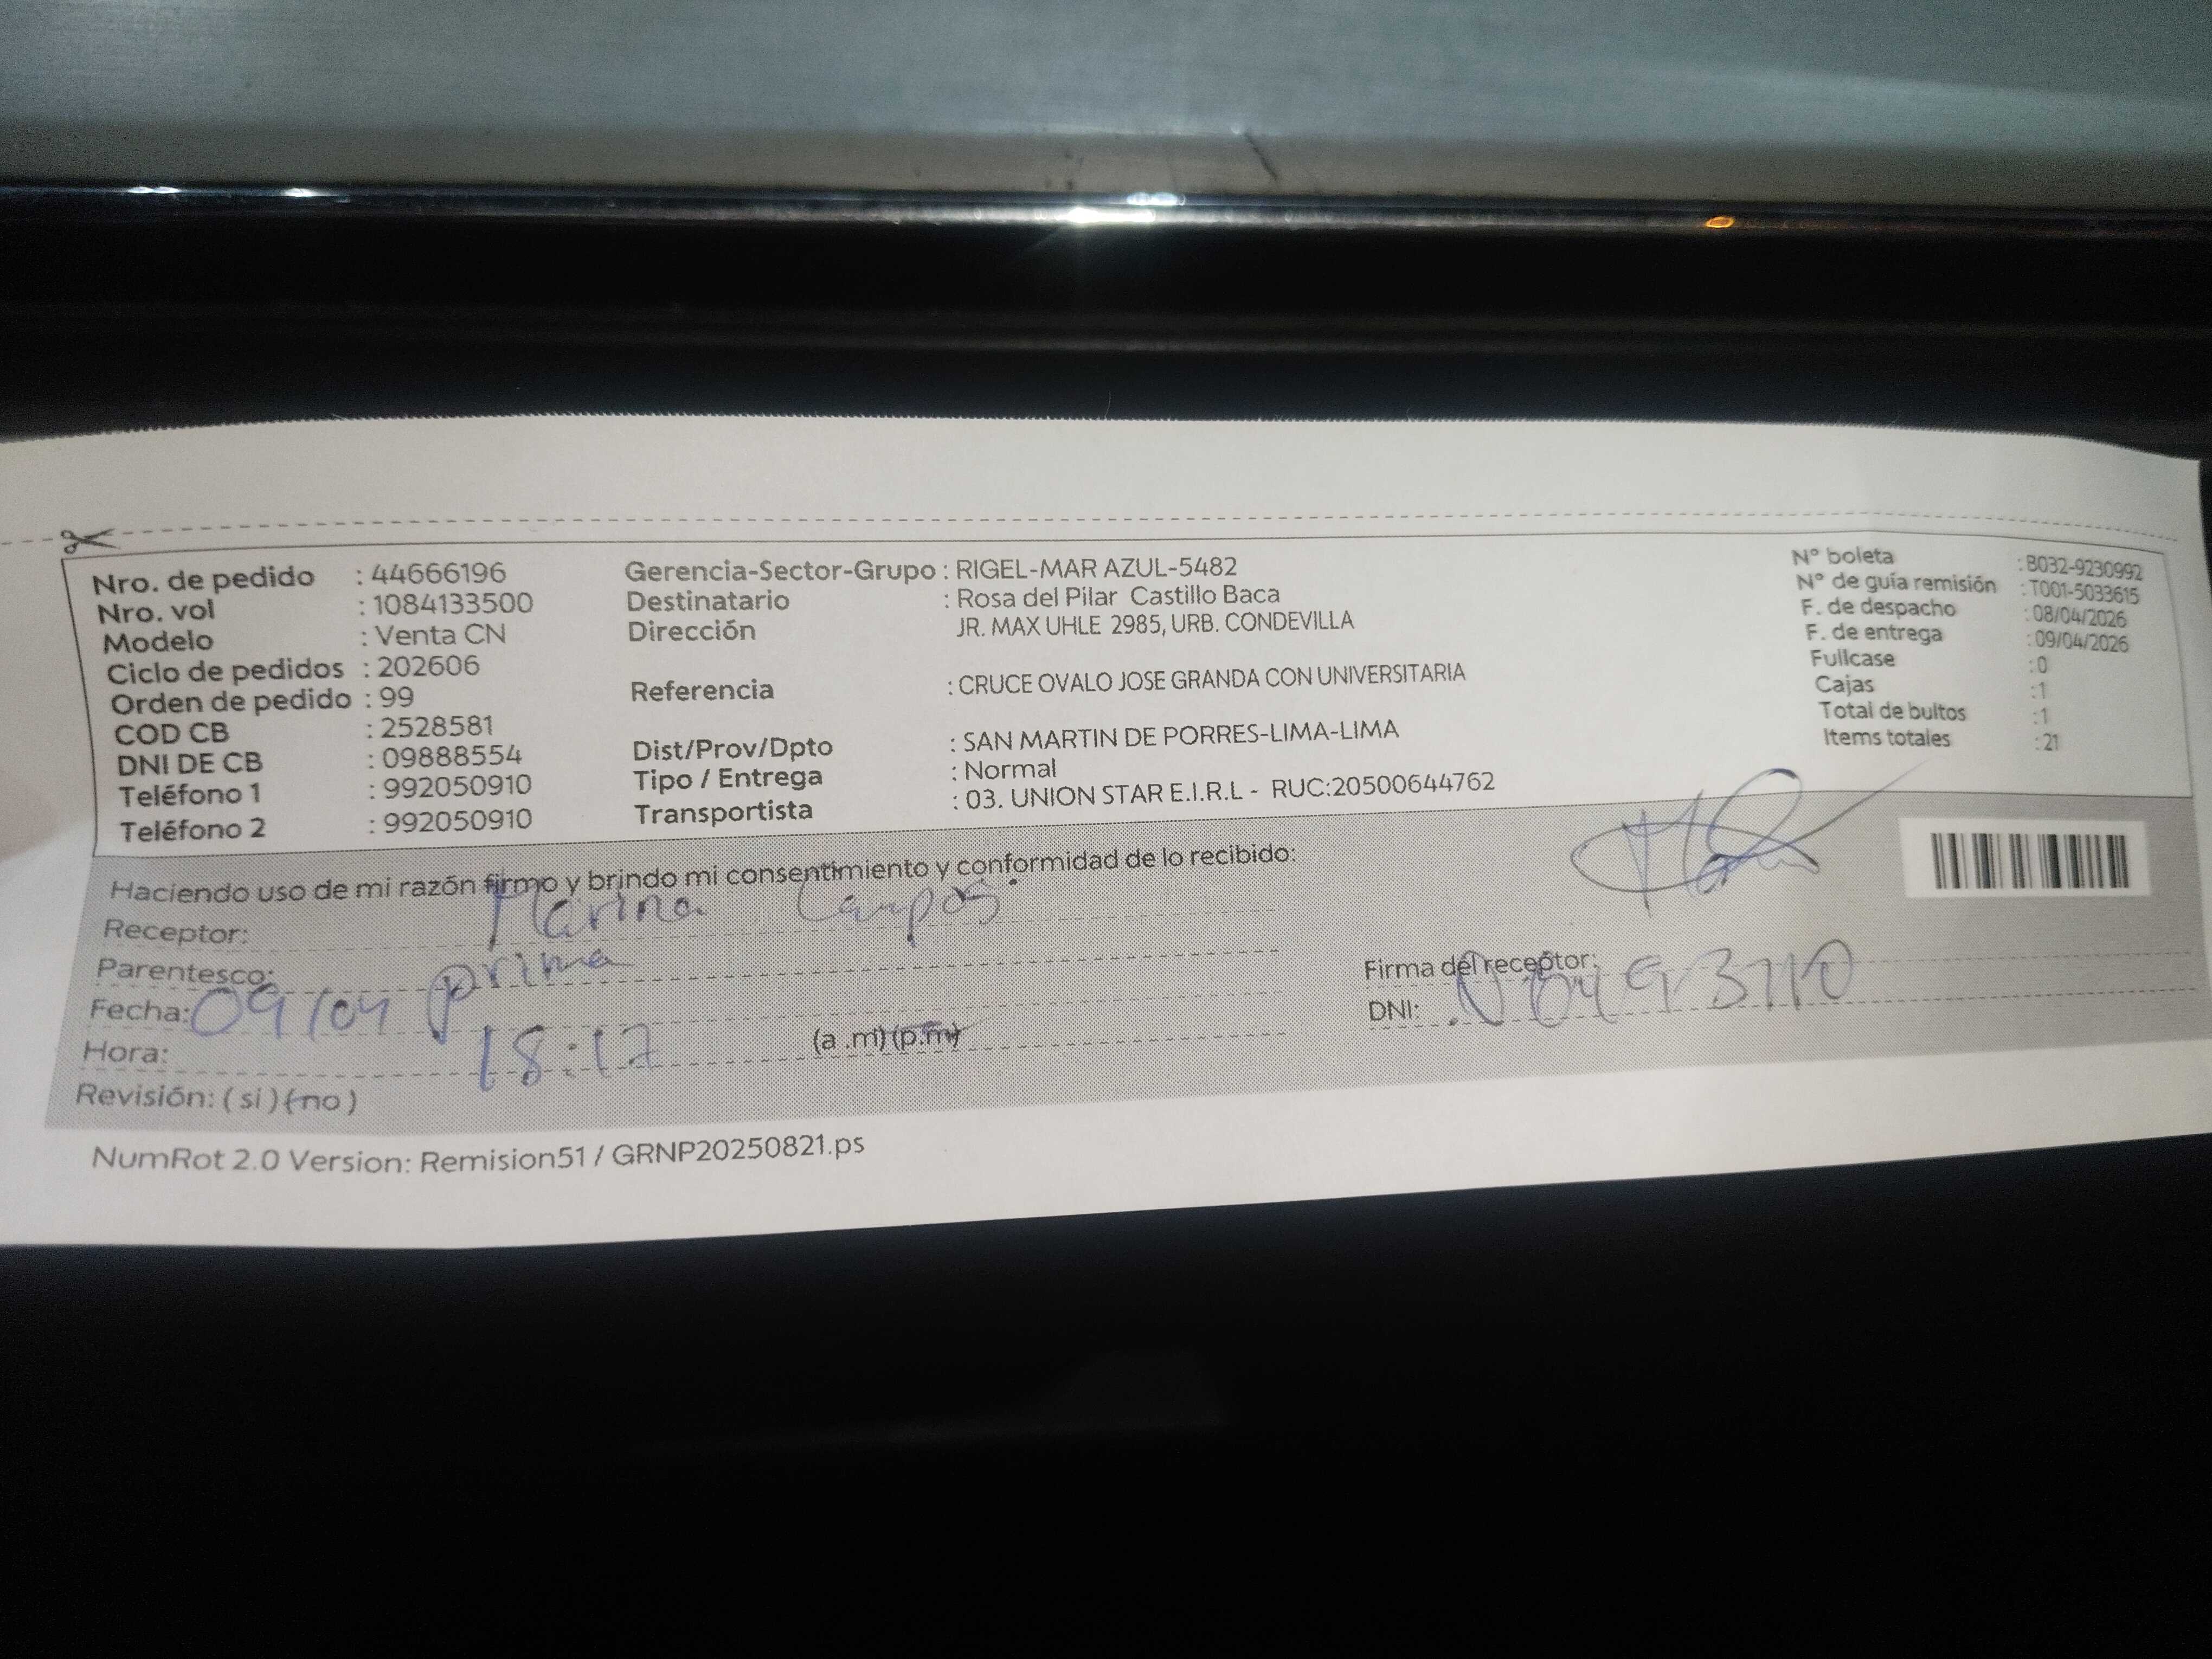 Nro. de pedido : 44666196
Nro. vol : 1084133500
Modelo : Venta CN
Ciclo de pedidos : 202606
Orden de pedido : 99
COD CB : 2528581
DNI DE CB : 09888554
Teléfono 1 : 992050910
Teléfono 2 : 992050910
Gerencia-Sector-Grupo : RIGEL-MAR AZUL-5482
Destinatario : Rosa del Pilar Castillo Baca
Dirección JR. MAX UHLE 2985, URB. CONDEVILLA
Referencia : CRUCE OVALO JOSE GRANDA CON UNIVERSITARIA
Dist/Prov/Dpto : SAN MARTIN DE PORRES-LIMA-LIMA
Tipo / Entrega : Normal
Transportista : 03. UNION STAR E.I.R.L - RUC:20500644762
N° boleta : B032-9230992
N° de guía remisión : T001-5033615
F. de despacho : 08/04/2026
F. de entrega : 09/04/2026
Fullcase : 0
Cajas : 1
Total de bultos : 1
Items totales : 21
Haciendo uso de mi razón firmo y brindo mi consentimiento y conformidad de lo recibido:
Receptor: Marina Campos
Parentesco: prima
Fecha: 09/04
Hora: 18:17 (a .m) (p.m)
Revisión: ( si ) ( no )
Firma del receptor:
DNI:
NumRot 2.0 Version: Remision51 / GRNP20250821.ps